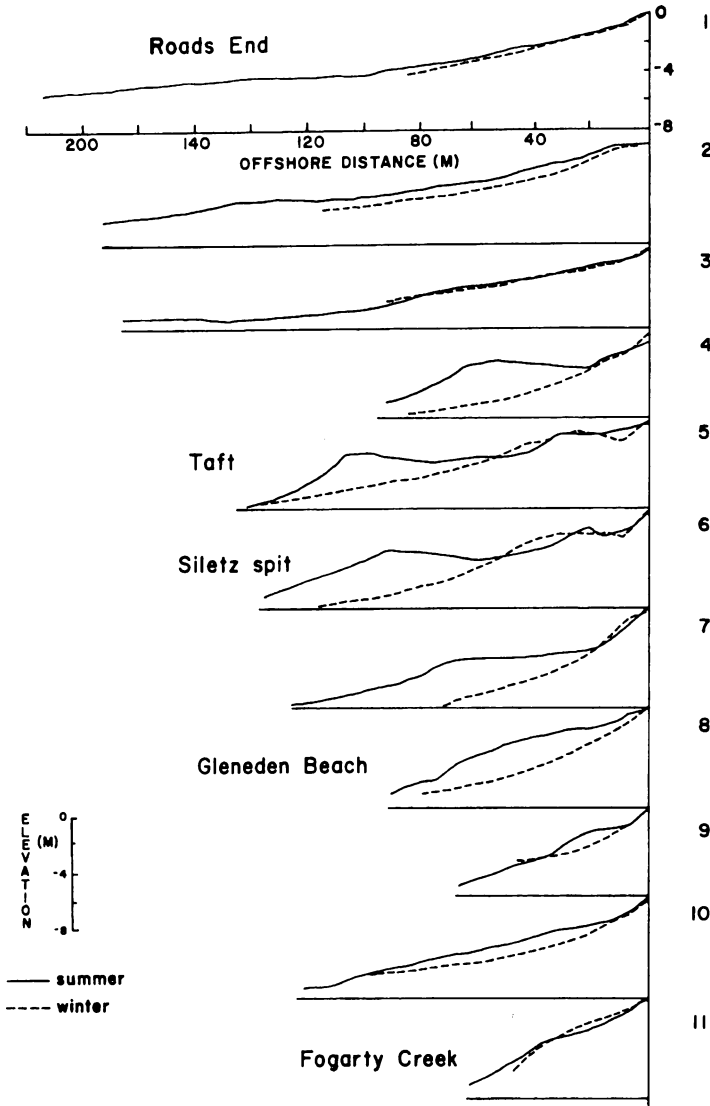 0
1
Roads End
-4
-8
200 160 120 80 40
OFFSHORE DISTANCE (M)
2
3
4
5
Taft
6
Siletz spit
7
8
Gleneden Beach
ELEVATION
(M)
0
-4
-8
9
10
summer
winter
11
Fogarty Creek